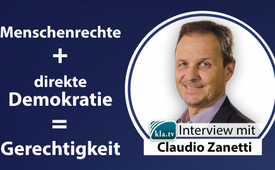 Menschenrechte
+
direkte
Demokratie
=
Gerechtigkeit
kla.tv
Interview mit
Claudio Zanetti